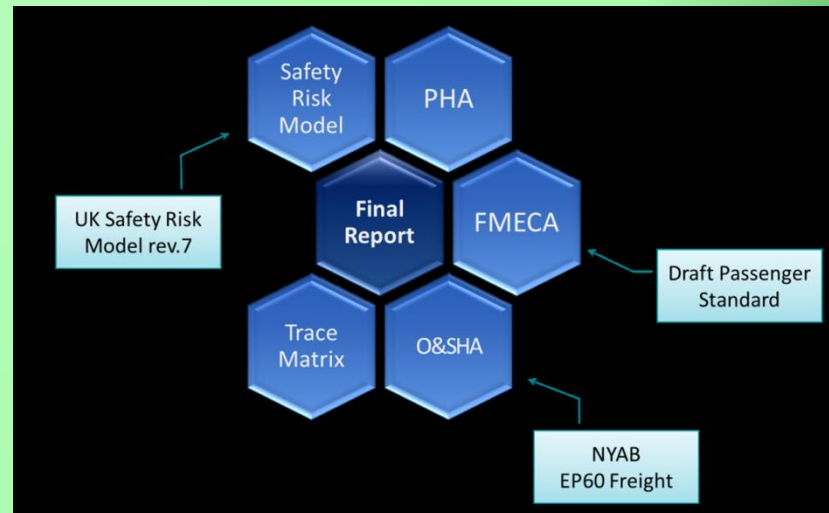 Safety
Risk
Model
PHA
UK Safety Risk
Model rev.7
Final
Report
FMECA
Draft Passenger
Standard
Trace
Matrix
O&SHA
NYAB
EP60 Freight